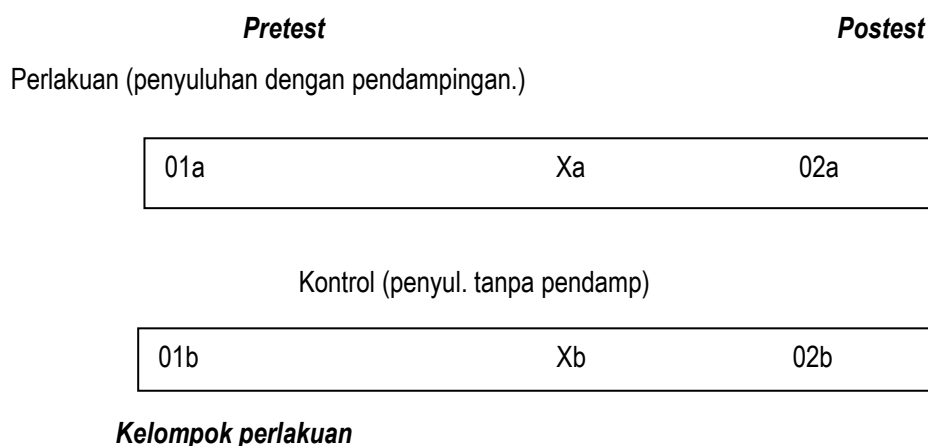 Pretest Postest
Perlakuan (penyuluhan dengan pendampingan.)
01a Xa 02a
Kontrol (penyul. tanpa pendamp)
01b Xb 02b
Kelompok perlakuan